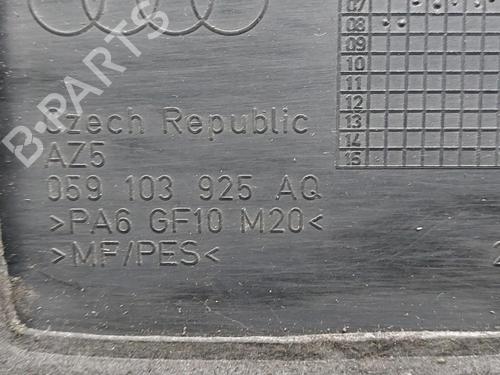 B-PARTS
07
08
09
10
11
12
13
14
15
Czech Republic
AZ5
059 103 925 AQ
>PA6 GF10 M20<
>MF/PES<